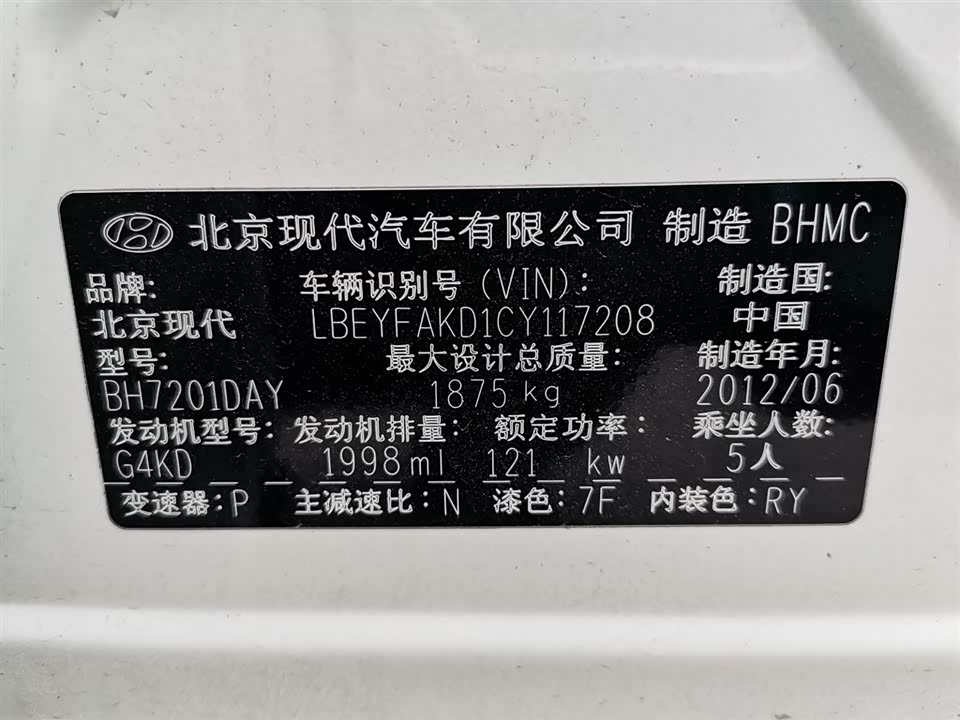 北京现代汽车有限公司 制造 BHMC
品牌: 车辆识别号 (VIN): 制造国:
北京现代 LBEYFAKD1CY117208 中国
型号: 最大设计总质量: 制造年月:
BH7201DAY 1875 kg 2012/06
发动机型号: 发动机排量: 额定功率: 乘坐人数:
G4KD 1998ml 121 kw 5人
变速器:P 主减速比:N 漆色:7F 内装色:RY